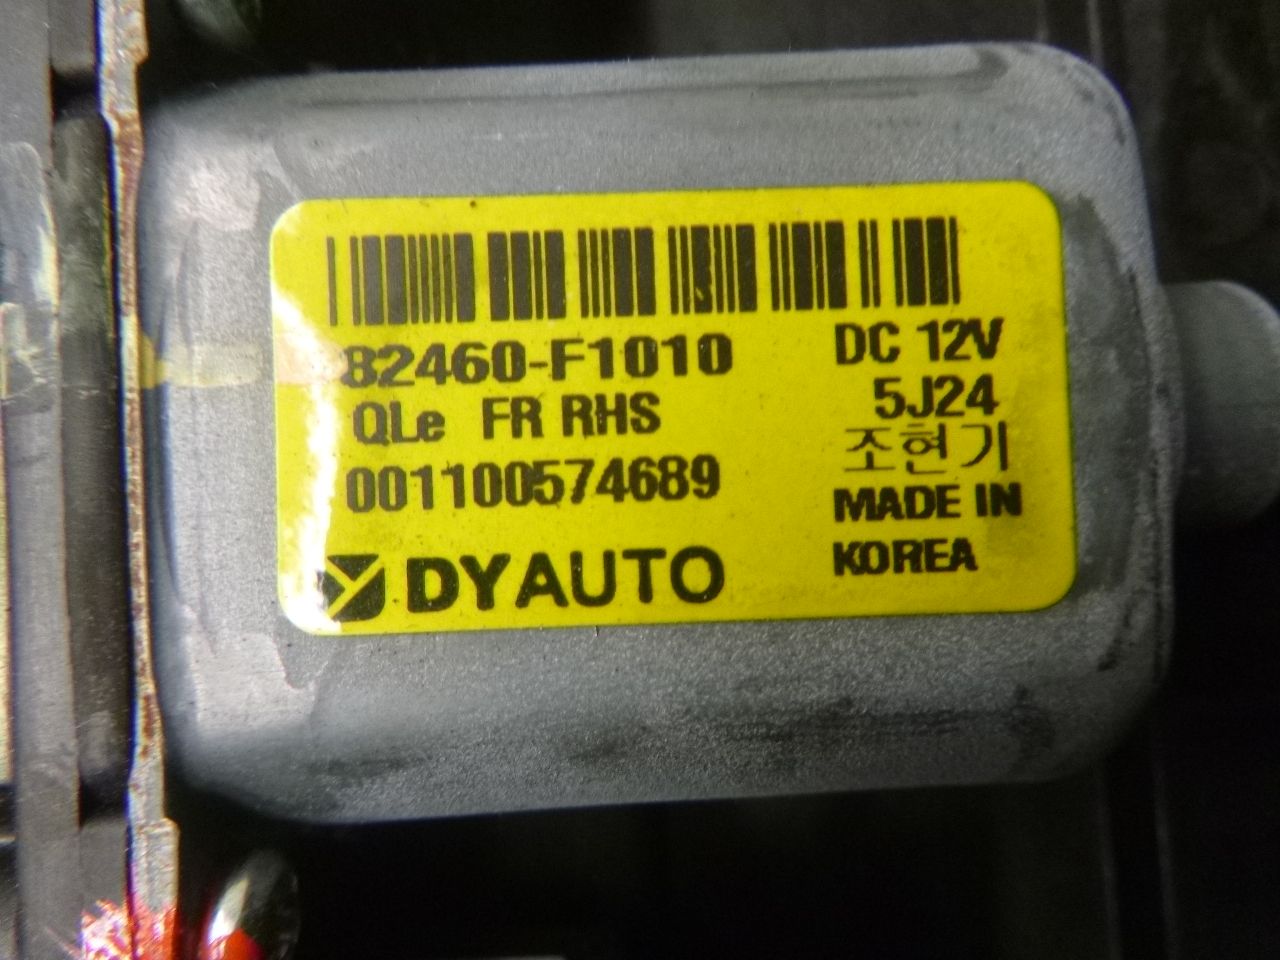 82460-F1010
QLe FR RHS
001100574689
DYAUTO
DC 12V
5J24
조현기
MADE IN
KOREA